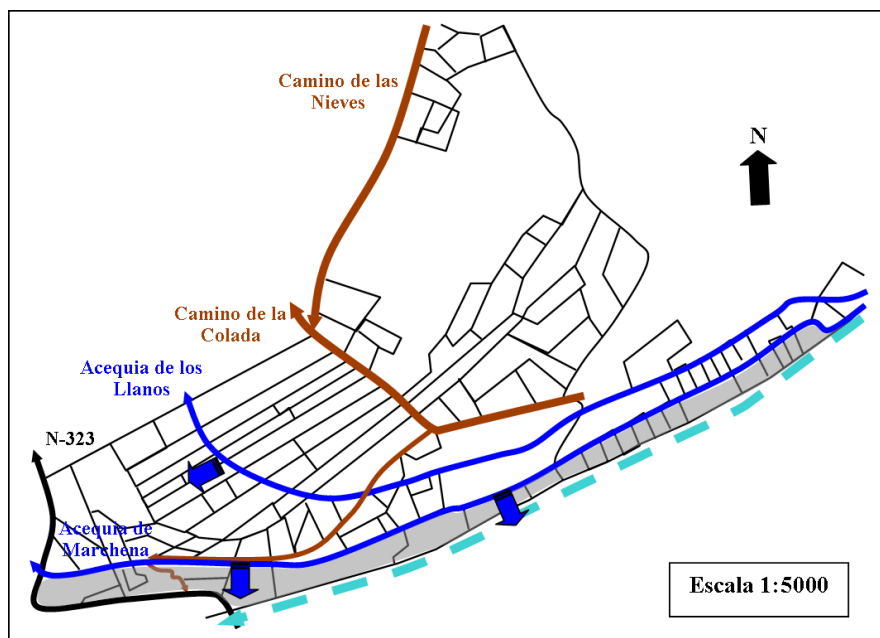 Camino de las
Nieves
N
Camino de la
Colada
Acequia de los
Llanos
N-323
Acequia de
Marchena
Escala 1:5000